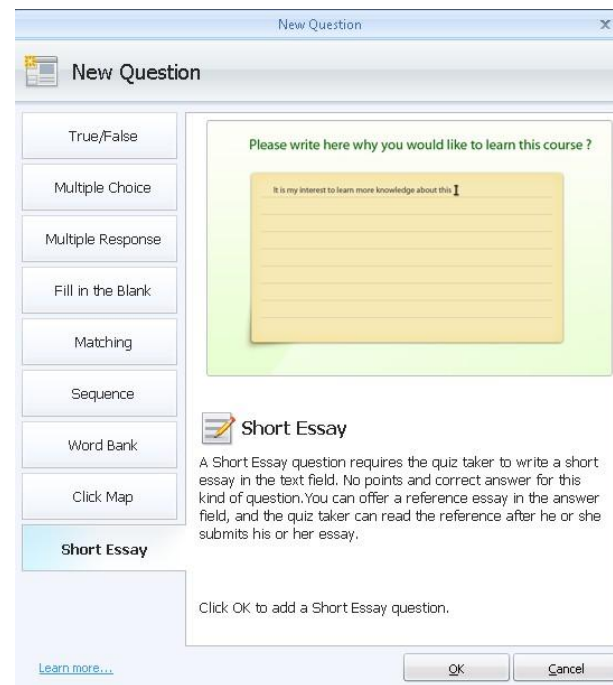 New Question
x
New Question
True/False
Multiple Choice
Multiple Response
Fill in the Blank
Matching
Sequence
Word Bank
Click Map
Short Essay
Please write here why you would like to learn this course ?
It is my interest to learn more knowledge about this
Short Essay
A Short Essay question requires the quiz taker to write a short
essay in the text field. No points and correct answer for this
kind of question.You can offer a reference essay in the answer
field, and the quiz taker can read the reference after he or she
submits his or her essay.
Click OK to add a Short Essay question.
Learn more...
OK
Cancel